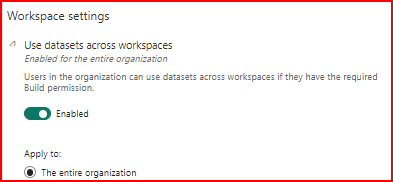 Workspace settings
Use datasets across workspaces
Enabled for the entire organization
Users in the organization can use datasets across workspaces if they have the required
Build permission.
Enabled
Apply to:
The entire organization